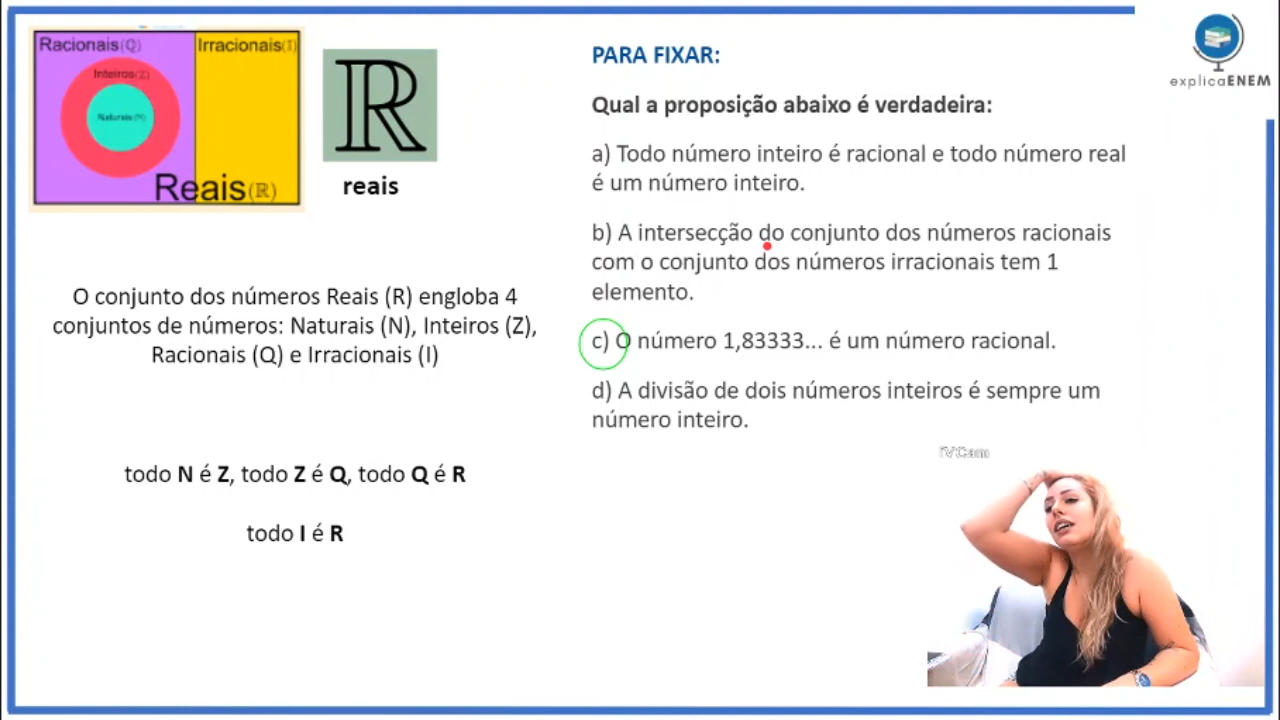 Racionais(Q)
Irracionais(I)
Inteiros(Z)
Naturais(N)
Reais(ℝ)
ℝ
reais
O conjunto dos números Reais (R) engloba 4
conjuntos de números: Naturais (N), Inteiros (Z),
Racionais (Q) e Irracionais (I)
todo N é Z, todo Z é Q, todo Q é R
todo I é R
PARA FIXAR:
Qual a proposição abaixo é verdadeira:
a) Todo número inteiro é racional e todo número real
é um número inteiro.
b) A intersecção do conjunto dos números racionais
com o conjunto dos números irracionais tem 1
elemento.
c) O número 1,83333... é um número racional.
d) A divisão de dois números inteiros é sempre um
número inteiro.
explicaENEM
iVCam